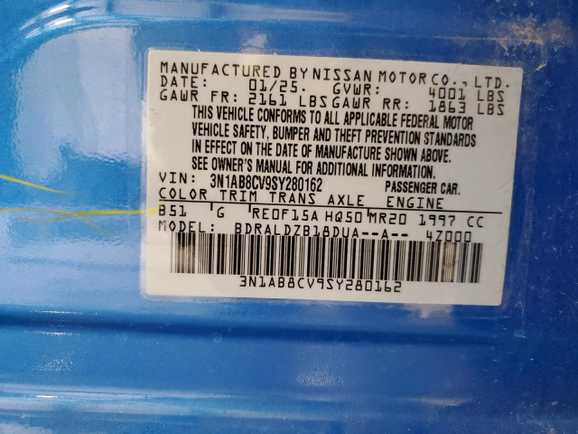 MANUFACTURED BY NISSAN MOTOR CO., LTD.
DATE: 01/25. GVWR: 4001 LBS
GAWR FR: 2161 LBS GAWR RR: 1863 LBS
THIS VEHICLE CONFORMS TO ALL APPLICABLE FEDERAL MOTOR
VEHICLE SAFETY, BUMPER AND THEFT PREVENTION STANDARDS
IN EFFECT ON THE DATE OF MANUFACTURE SHOWN ABOVE.
SEE OWNER'S MANUAL FOR ADDITIONAL INFORMATION.
VIN: 3N1AB8CV9SY280162 PASSENGER CAR.
COLOR TRIM TRANS AXLE ENGINE
B51 'G RE0F15A HQ50 MR20 1997 CC
MODEL: BDRALDZB18DUA--A-- 4Z000
3N1AB8CV9SY280162